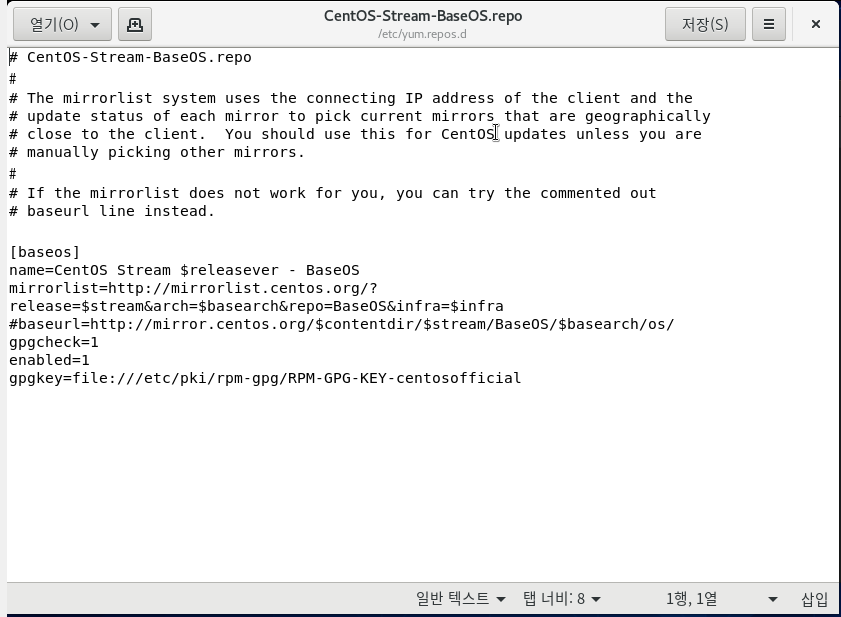 열기(O)
CentOS-Stream-BaseOS.repo
/etc/yum.repos.d
저장(S)
# CentOS-Stream-BaseOS.repo
#
# The mirrorlist system uses the connecting IP address of the client and the
# update status of each mirror to pick current mirrors that are geographically
# close to the client.  You should use this for CentOS updates unless you are
# manually picking other mirrors.
#
# If the mirrorlist does not work for you, you can try the commented out
# baseurl line instead.

[baseos]
name=CentOS Stream $releasever - BaseOS
mirrorlist=http://mirrorlist.centos.org/?
release=$stream&arch=$basearch&repo=BaseOS&infra=$infra
#baseurl=http://mirror.centos.org/$contentdir/$stream/BaseOS/$basearch/os/
gpgcheck=1
enabled=1
gpgkey=file:///etc/pki/rpm-gpg/RPM-GPG-KEY-centosofficial
일반 텍스트 탭 너비: 8 1행, 1열 삽입